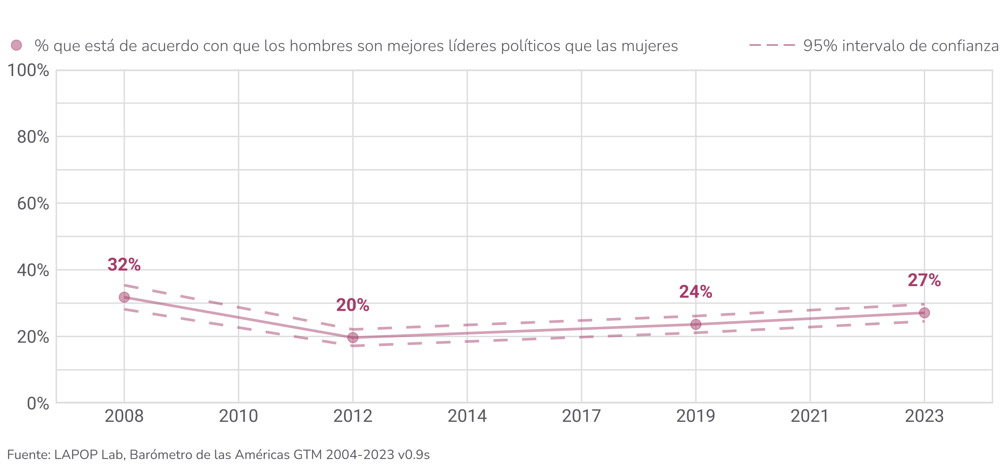 % que está de acuerdo con que los hombres son mejores líderes políticos que las mujeres
95% intervalo de confianza
100%
80%
60%
40%
20%
0%
32%
20%
24%
27%
2008 2010 2012 2014 2017 2019 2021 2023
Fuente: LAPOP Lab, Barómetro de las Américas GTM 2004-2023 v0.9s